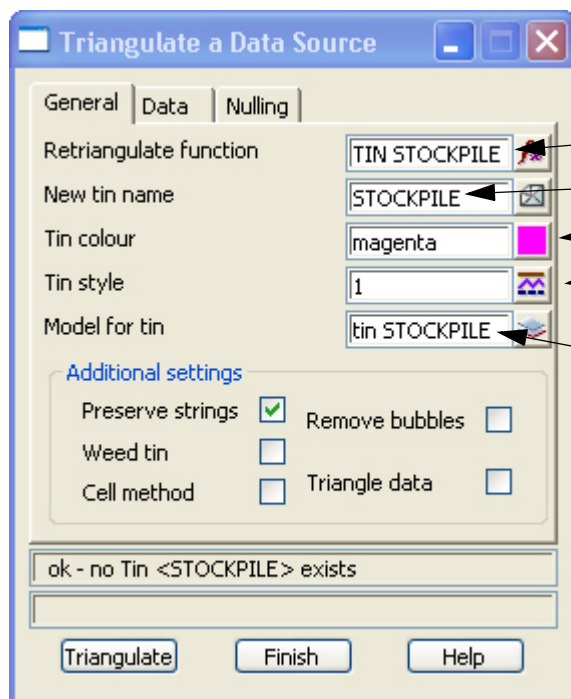 Triangulate a Data Source
General Data Nulling
Retriangulate function TIN STOCKPILE
New tin name STOCKPILE
Tin colour magenta
Tin style 1
Model for tin tin STOCKPILE
Additional settings
Preserve strings Remove bubbles
Weed tin
Cell method Triangle data
ok - no Tin <STOCKPILE> exists
Triangulate Finish Help